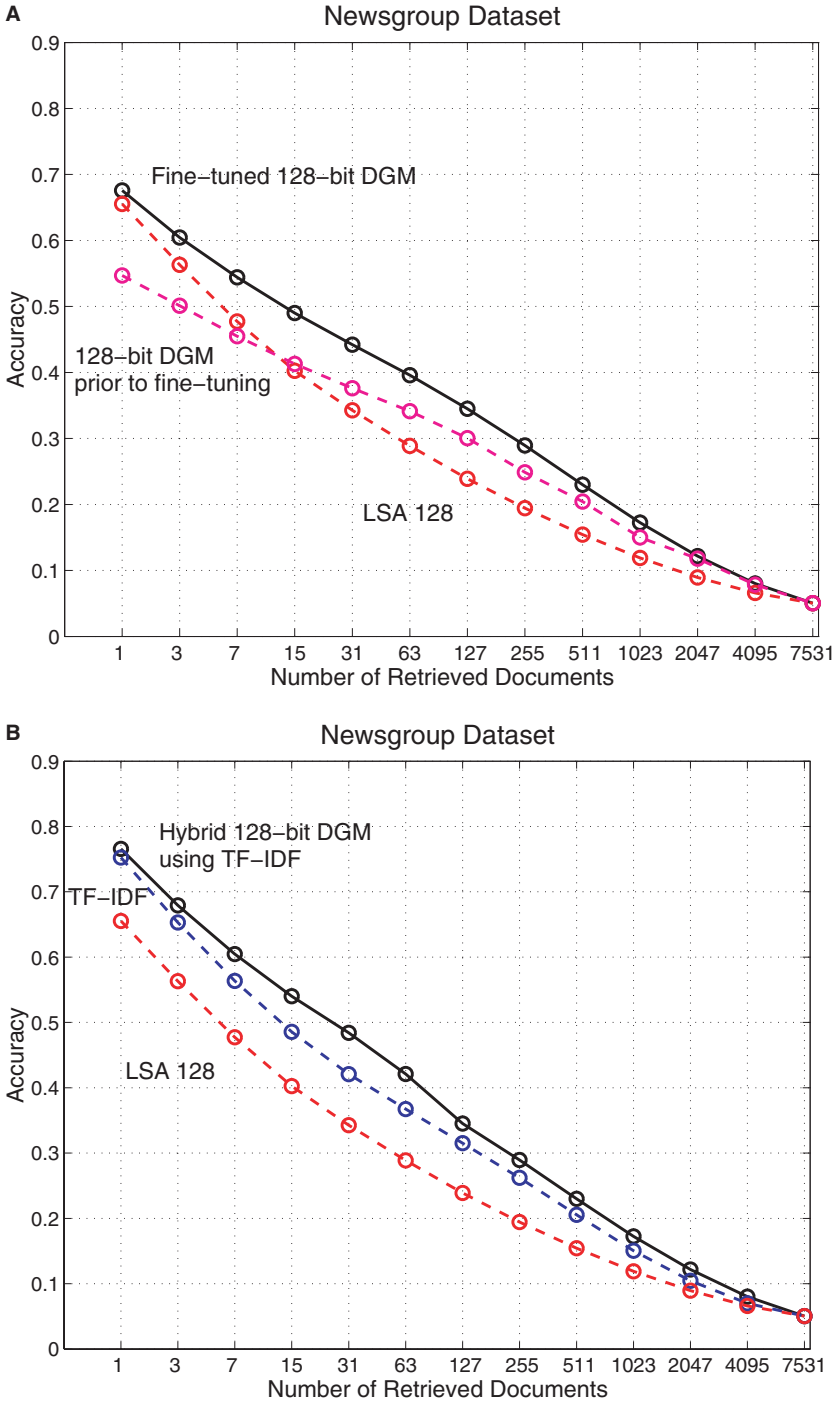 A
Newsgroup Dataset
0.9
0.8
0.7
0.6
0.5
0.4
0.3
0.2
0.1
0
Accuracy
Fine−tuned 128−bit DGM
128−bit DGM
prior to fine−tuning
LSA 128
1 3 7 15 31 63 127 255 511 1023 2047 4095 7531
Number of Retrieved Documents
B
Newsgroup Dataset
0.9
0.8
0.7
0.6
0.5
0.4
0.3
0.2
0.1
0
Accuracy
Hybrid 128−bit DGM
using TF−IDF
TF−IDF
LSA 128
1 3 7 15 31 63 127 255 511 1023 2047 4095 7531
Number of Retrieved Documents